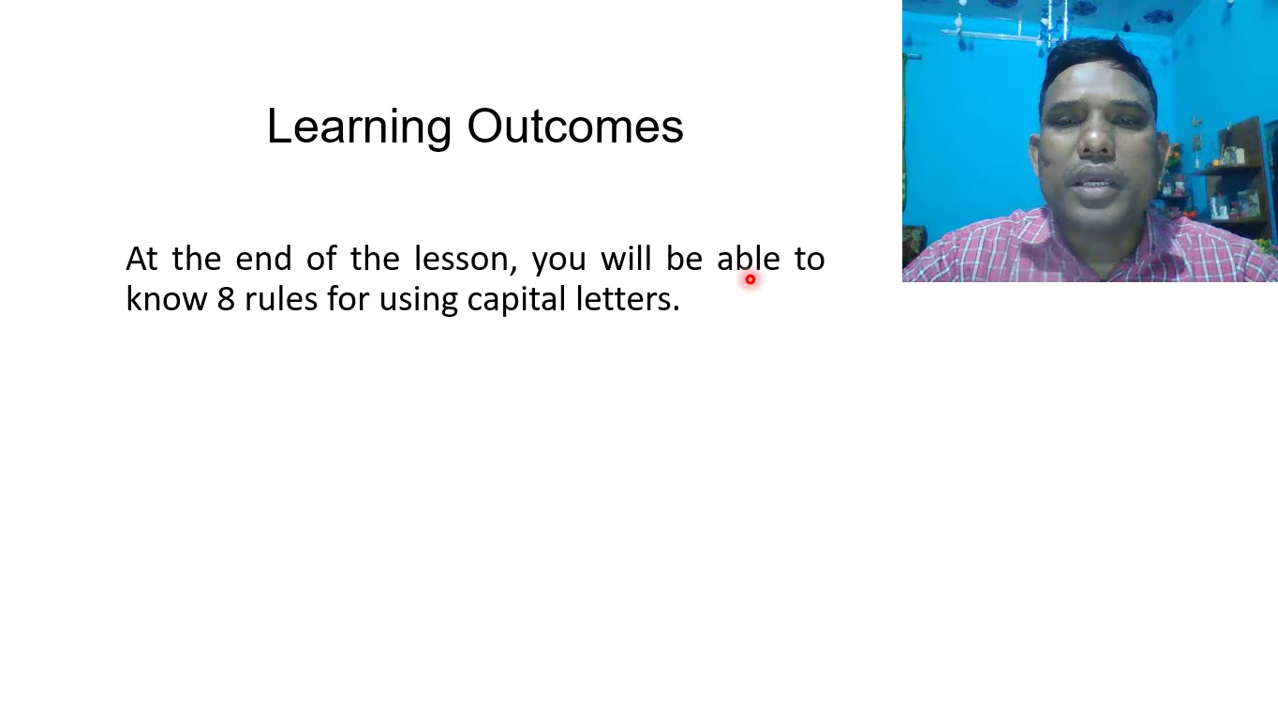 Learning Outcomes
At the end of the lesson, you will be able to
know 8 rules for using capital letters.